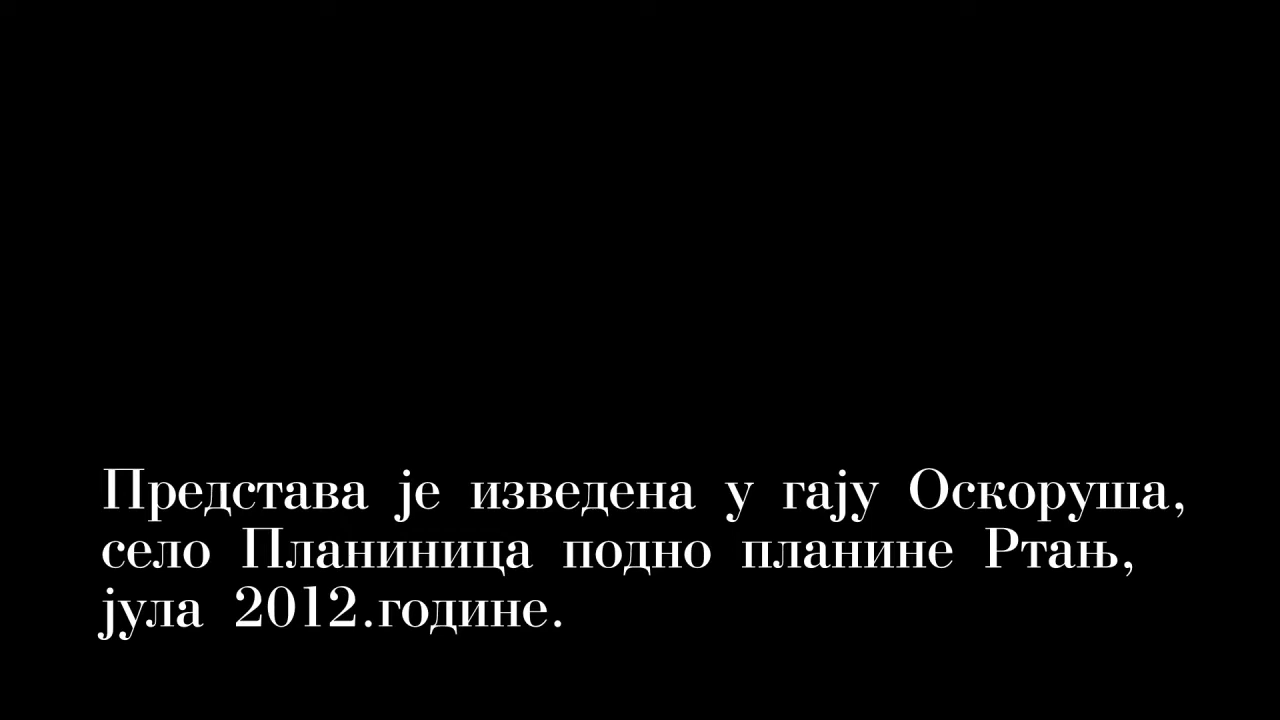 Представа је изведена у гају Оскоруша,
село Планиница подно планине Ртањ,
јула 2012.године.